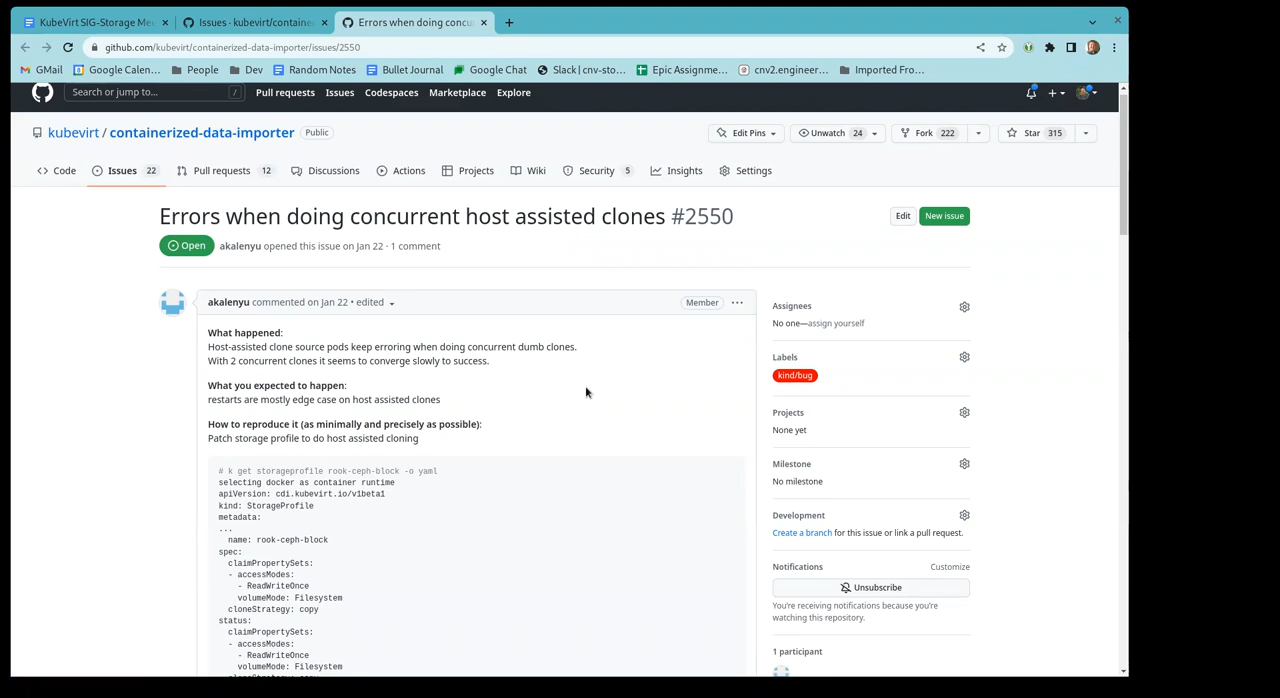 KubeVirt SIG-Storage Me
Issues · kubevirt/containe
Errors when doing concu
github.com/kubevirt/containerized-data-importer/issues/2550
GMail
Google Calen...
People
Dev
Random Notes
Bullet Journal
Google Chat
Slack | cnv-sto...
Epic Assignme...
cnv2.engineer...
Imported Fro...
Search or jump to...
/
Pull requests
Issues
Codespaces
Marketplace
Explore
kubevirt / containerized-data-importer
Public
Edit Pins
Unwatch 24
Fork 222
Star 315
Code
Issues 22
Pull requests 12
Discussions
Actions
Projects
Wiki
Security 5
Insights
Settings
Errors when doing concurrent host assisted clones #2550
Edit
New issue
Open
akalenyu opened this issue on Jan 22 · 1 comment
akalenyu commented on Jan 22 • edited
Member
What happened:
Host-assisted clone source pods keep erroring when doing concurrent dumb clones.
With 2 concurrent clones it seems to converge slowly to success.
What you expected to happen:
restarts are mostly edge case on host assisted clones
How to reproduce it (as minimally and precisely as possible):
Patch storage profile to do host assisted cloning
# k get storageprofile rook-ceph-block -o yaml
selecting docker as container runtime
apiVersion: cdi.kubevirt.io/v1beta1
kind: StorageProfile
metadata:
...
name: rook-ceph-block
spec:
claimPropertySets:
- accessModes:
- ReadWriteOnce
volumeMode: Filesystem
cloneStrategy: copy
status:
claimPropertySets:
- accessModes:
- ReadWriteOnce
volumeMode: Filesystem
Assignees
No one—assign yourself
Labels
kind/bug
Projects
None yet
Milestone
No milestone
Development
Create a branch for this issue or link a pull request.
Notifications
Customize
Unsubscribe
You're receiving notifications because you're
watching this repository.
1 participant